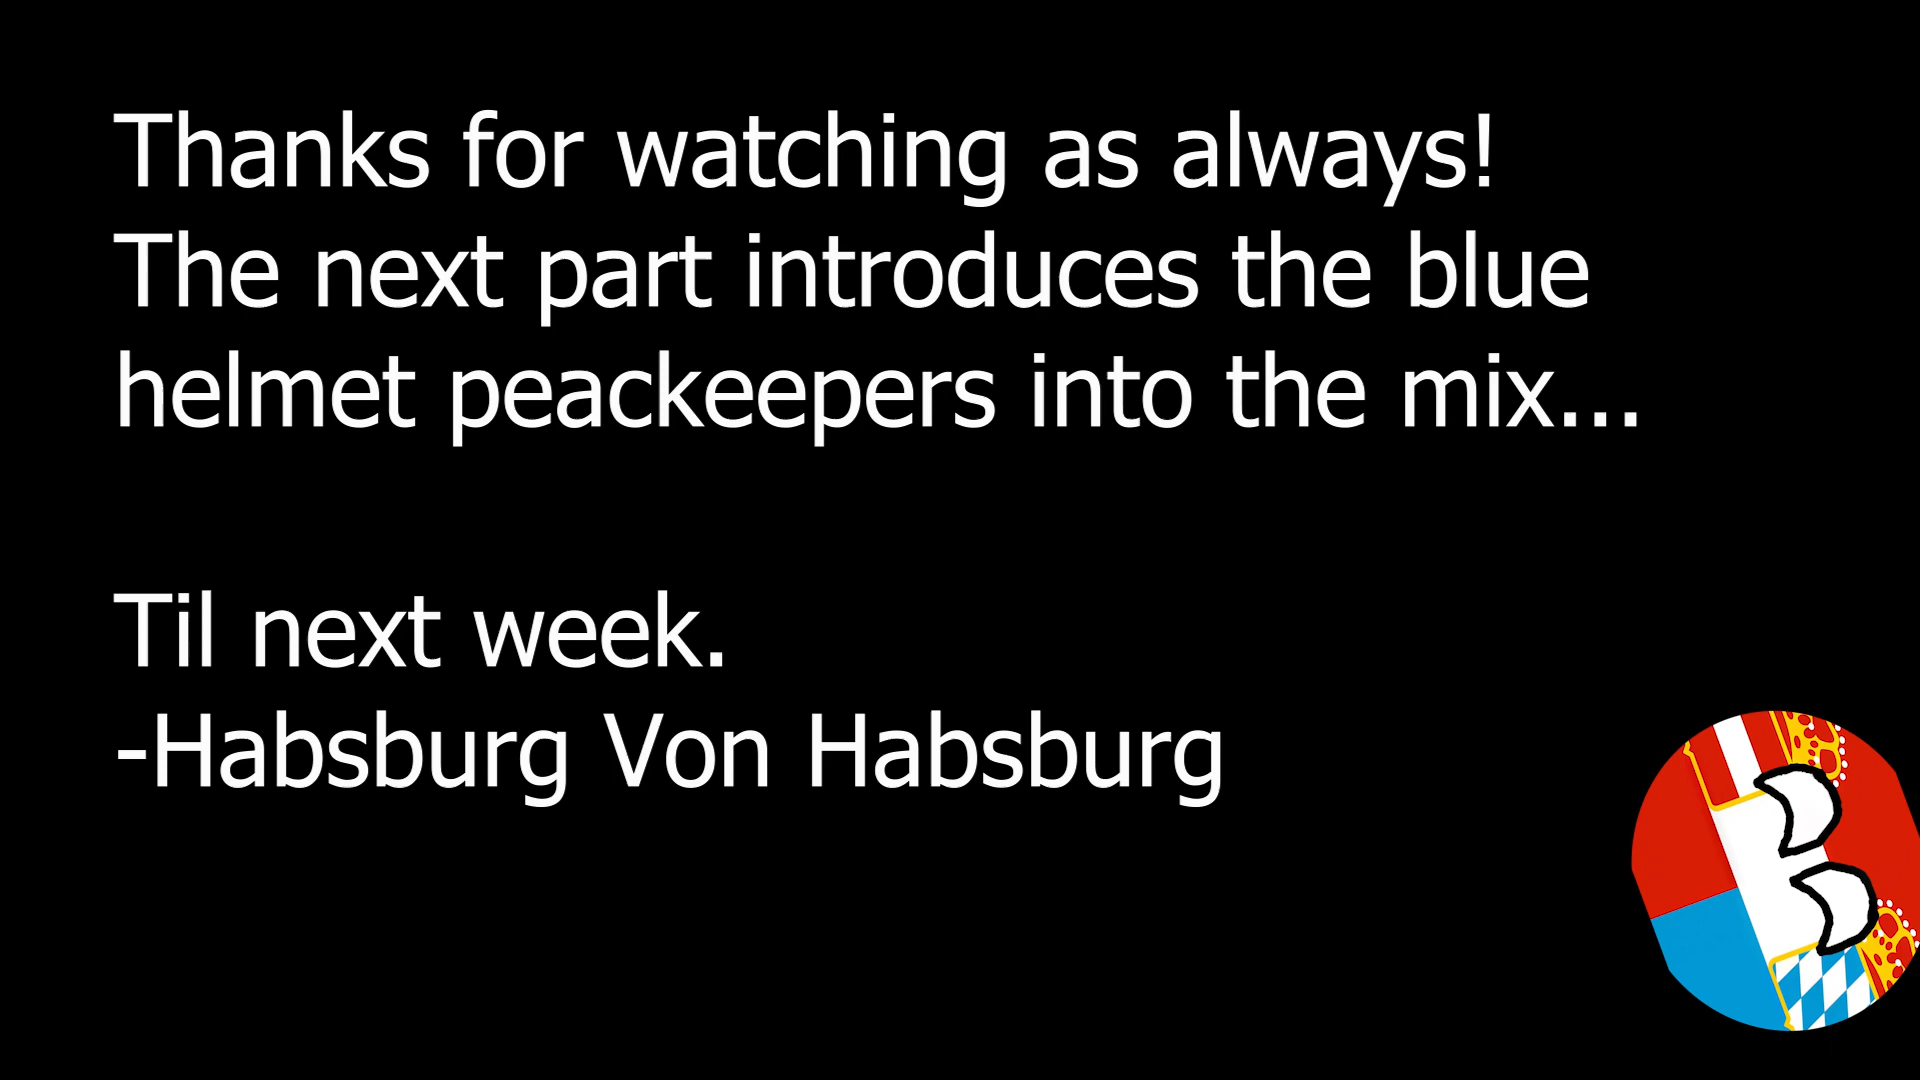 Thanks for watching as always!
The next part introduces the blue
helmet peackeepers into the mix...
Til next week.
-Habsburg Von Habsburg